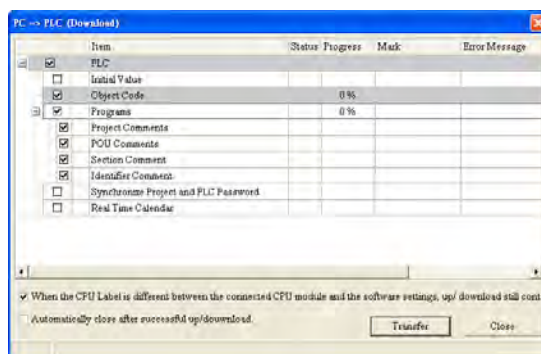 PC --> PLC (Download)
Item Status Progress Mark Error Message
PLC
Initial Value
Object Code 0 %
Programs 0 %
Project Comments
POU Comments
Section Comment
Identifier Comment
Synchronize Project and PLC Password
Real Time Calendar
When the CPU Label is different between the connected CPU module and the software settings, up/ download still cont
Automatically close after successful up/douwnload.
Transfer Close